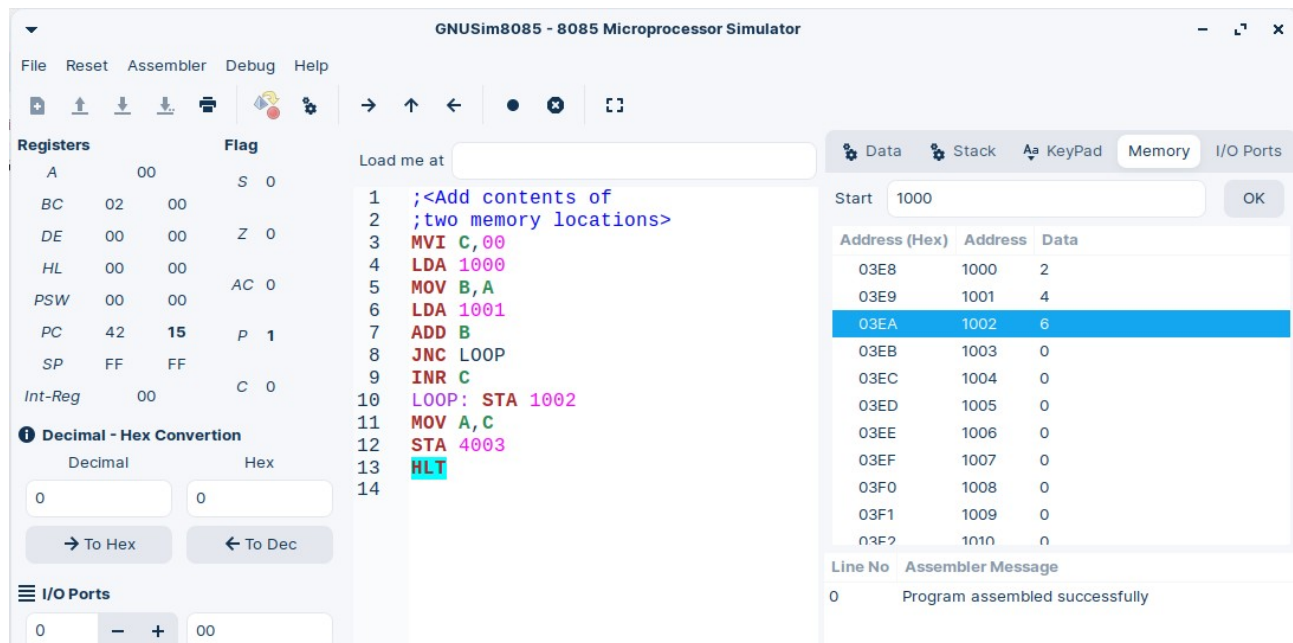 GNUSim8085 - 8085 Microprocessor Simulator
File Reset Assembler Debug Help
Registers
A 00
BC 02 00
DE 00 00
HL 00 00
PSW 00 00
PC 42 15
SP FF FF
Int-Reg 00
Flag
S 0
Z 0
AC 0
P 1
C 0
Decimal - Hex Convertion
Decimal Hex
0 0
To Hex To Dec
I/O Ports
0 - + 00
Load me at
1 ;<Add contents of
2 ;two memory locations>
3 MVI C,00
4 LDA 1000
5 MOV B,A
6 LDA 1001
7 ADD B
8 JNC LOOP
9 INR C
10 LOOP: STA 1002
11 MOV A,C
12 STA 4003
13 HLT
14
Data Stack KeyPad Memory I/O Ports
Start 1000 OK
Address (Hex) Address Data
03E8 1000 2
03E9 1001 4
03EA 1002 6
03EB 1003 0
03EC 1004 0
03ED 1005 0
03EE 1006 0
03EF 1007 0
03F0 1008 0
03F1 1009 0
03F2 1010 0
Line No Assembler Message
0 Program assembled successfully